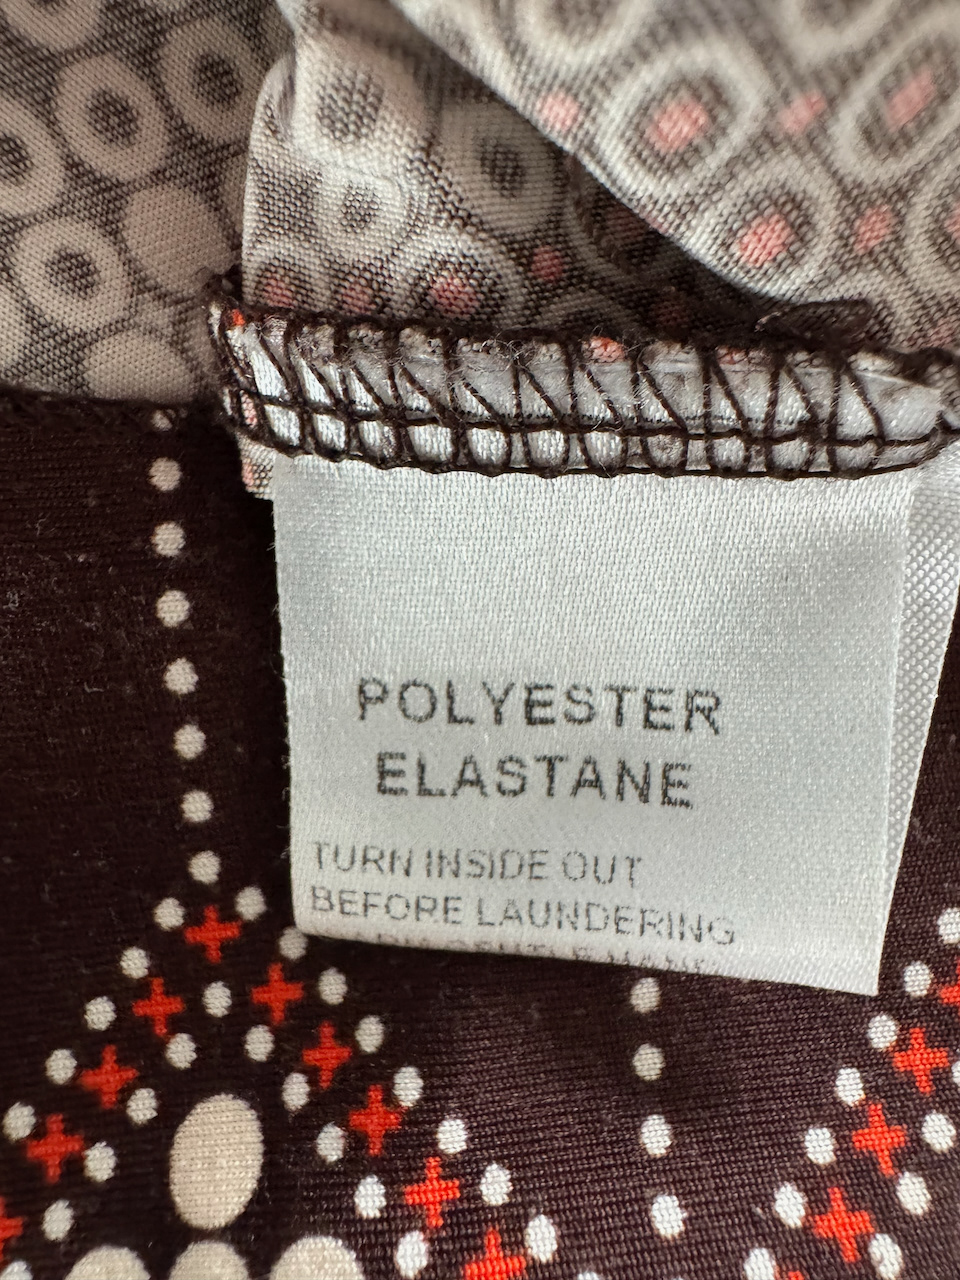 POLYESTER
ELASTANE
TURN INSIDE OUT
BEFORE LAUNDERING